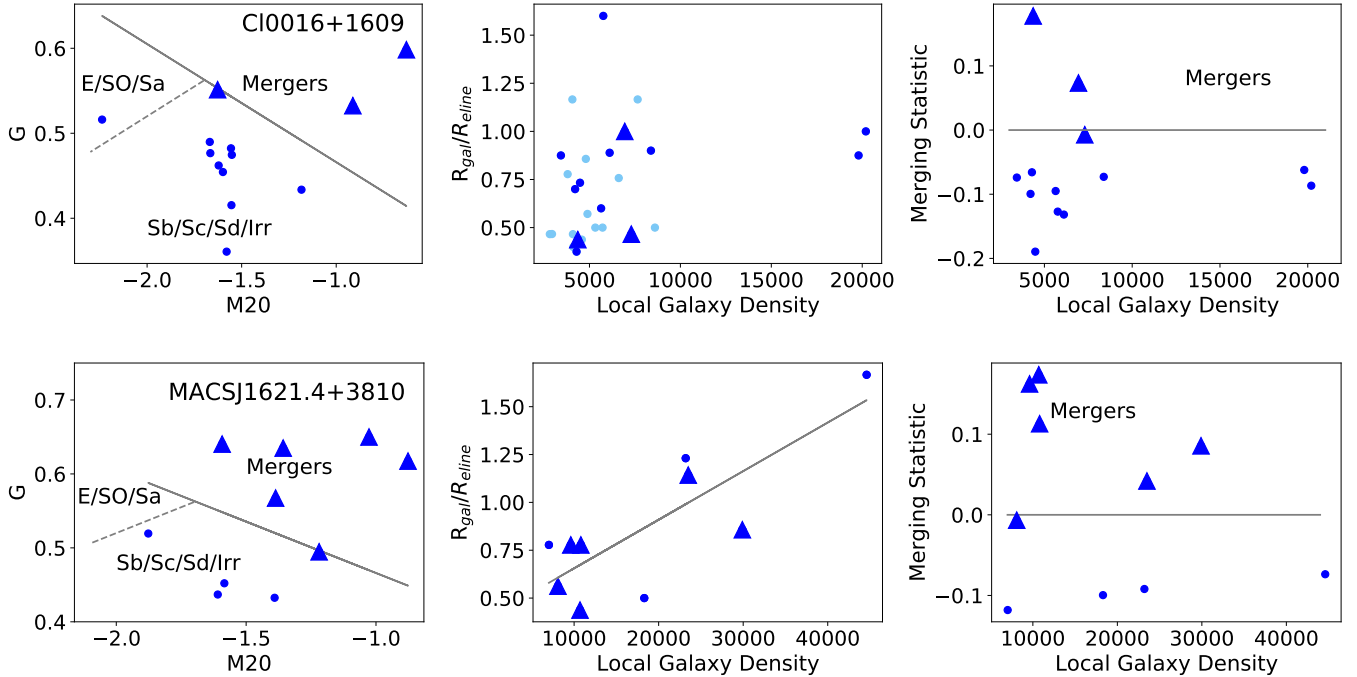 Cl0016+1609
E/SO/Sa
Mergers
Sb/Sc/Sd/Irr
0.6
0.5
0.4
G
−2.0
−1.5
−1.0
M20
1.50
1.25
1.00
0.75
0.50
R_gal/R_eline
5000
10000
15000
20000
Local Galaxy Density
Mergers
0.1
0.0
−0.1
−0.2
Merging Statistic
5000
10000
15000
20000
Local Galaxy Density
MACSJ1621.4+3810
Mergers
E/SO/Sa
Sb/Sc/Sd/Irr
0.7
0.6
0.5
0.4
G
−2.0
−1.5
−1.0
M20
1.50
1.25
1.00
0.75
0.50
R_gal/R_eline
10000
20000
30000
40000
Local Galaxy Density
Mergers
0.1
0.0
−0.1
Merging Statistic
10000
20000
30000
40000
Local Galaxy Density